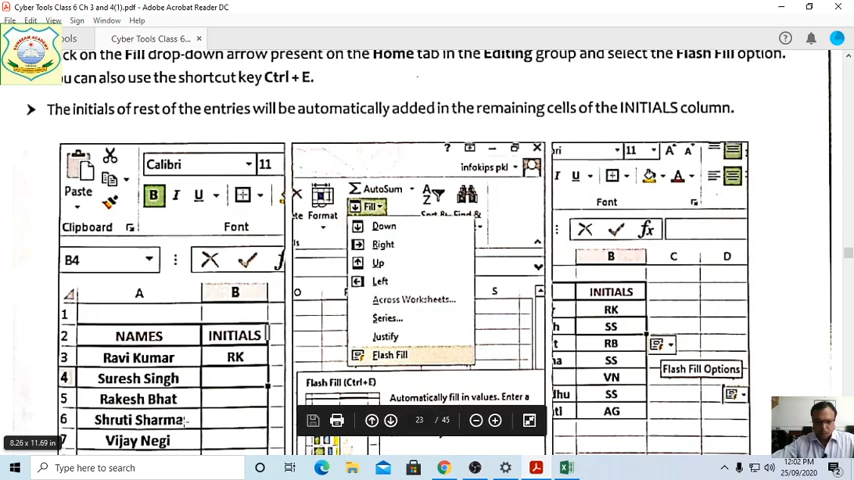 Cyber Tools Class 6 Ch 3 and 4(1).pdf - Adobe Acrobat Reader DC
File Edit View Sign Window Help
Tools
Cyber Tools Class 6... ×
ck on the Fill drop-down arrow present on the Home tab in the Editing group and select the Flash Fill option.
ou can also use the shortcut key Ctrl + E.
➤ The initials of rest of the entries will be automatically added in the remaining cells of the INITIALS column.
Paste
Clipboard
Calibri 11
B I U
Font
B4
A B
1
2 NAMES INITIALS
3 Ravi Kumar RK
4 Suresh Singh
5 Rakesh Bhat
6 Shruti Sharma
7 Vijay Negi
infokips pkl
Format
Σ AutoSum
Fill
Down
Right
Up
Left
Across Worksheets...
Series...
Justify
Flash Fill
O S
Flash Fill (Ctrl+E)
Automatically fill in values. Enter a
ri 11 A A
I U A
Font
fx
B C D
INITIALS
RK
h SS
RB
na SS
VN
dhu SS
tl AG
Flash Fill Options
23 / 45
8.26 x 11.69 in
Type here to search
12:02 PM
25/09/2020
2